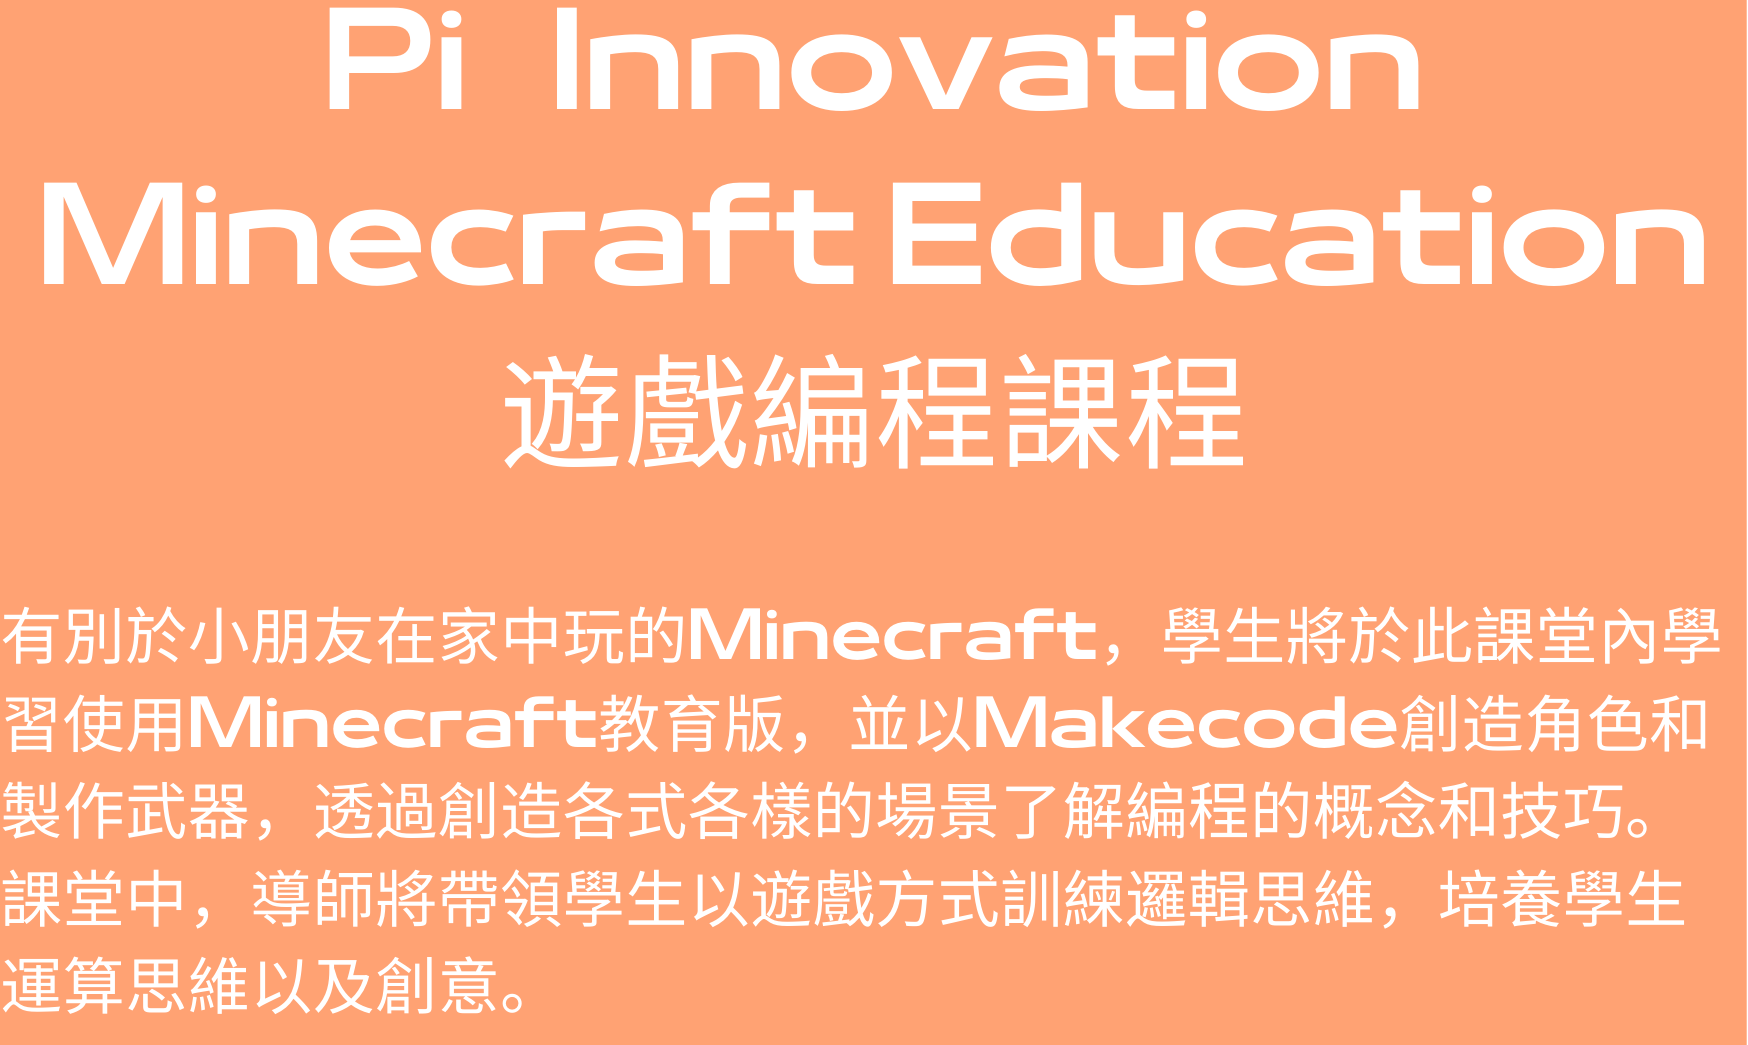 Pi Innovation
Minecraft Education
遊戲編程課程
有別於小朋友在家中玩的Minecraft，學生將於此課堂內學
習使用Minecraft教育版，並以Makecode創造角色和
製作武器，透過創造各式各樣的場景了解編程的概念和技巧。
課堂中，導師將帶領學生以遊戲方式訓練邏輯思維，培養學生
運算思維以及創意。